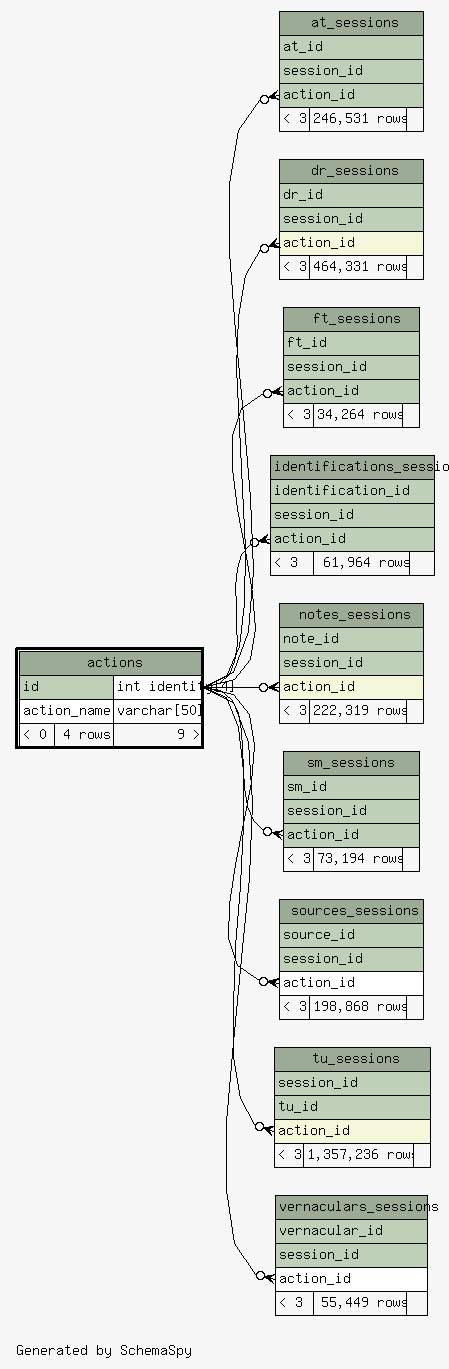 at_sessions
at_id
session_id
action_id
< 3 246,531 rows
dr_sessions
dr_id
session_id
action_id
< 3 464,331 rows
ft_sessions
ft_id
session_id
action_id
< 3 34,264 rows
identifications_sessio
identification_id
session_id
action_id
< 3 61,964 rows
actions
id int identit [4]
action_name varchar[50]
< 0 4 rows 9 >
notes_sessions
note_id
session_id
action_id
< 3 222,319 rows
sm_sessions
sm_id
session_id
action_id
< 3 73,194 rows
sources_sessions
source_id
session_id
action_id
< 3 198,868 rows
tu_sessions
session_id
tu_id
action_id
< 3 1,357,236 rows
vernaculars_sessions
vernacular_id
session_id
action_id
< 3 55,449 rows
Generated by SchemaSpy